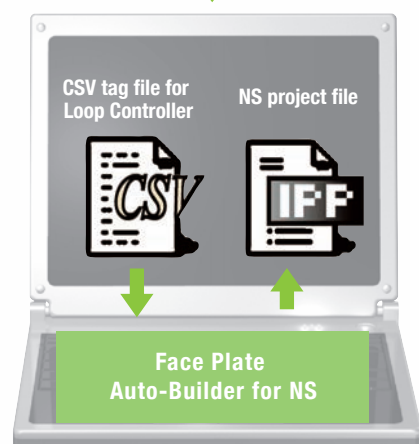 CSV tag file for
Loop Controller
NS project file
CSV
IPP
Face Plate
Auto-Builder for NS